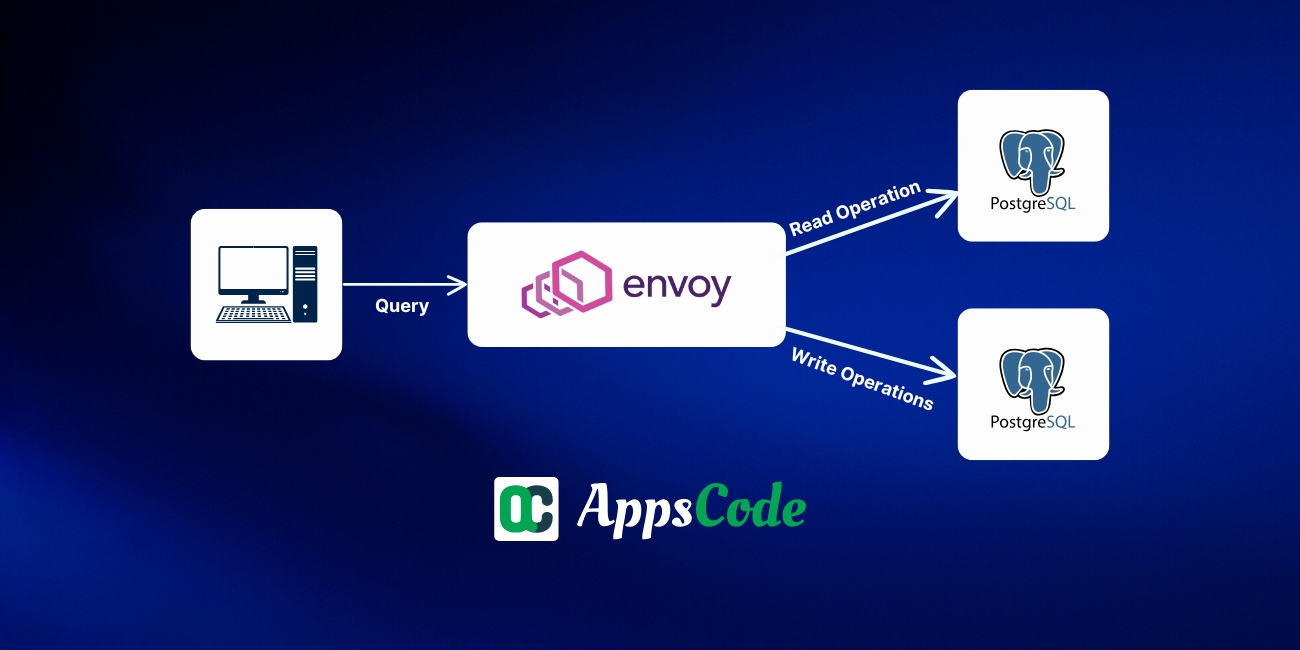 PostgreSQL
Read Operation
Query
envoy
Write Operations
PostgreSQL
AppsCode